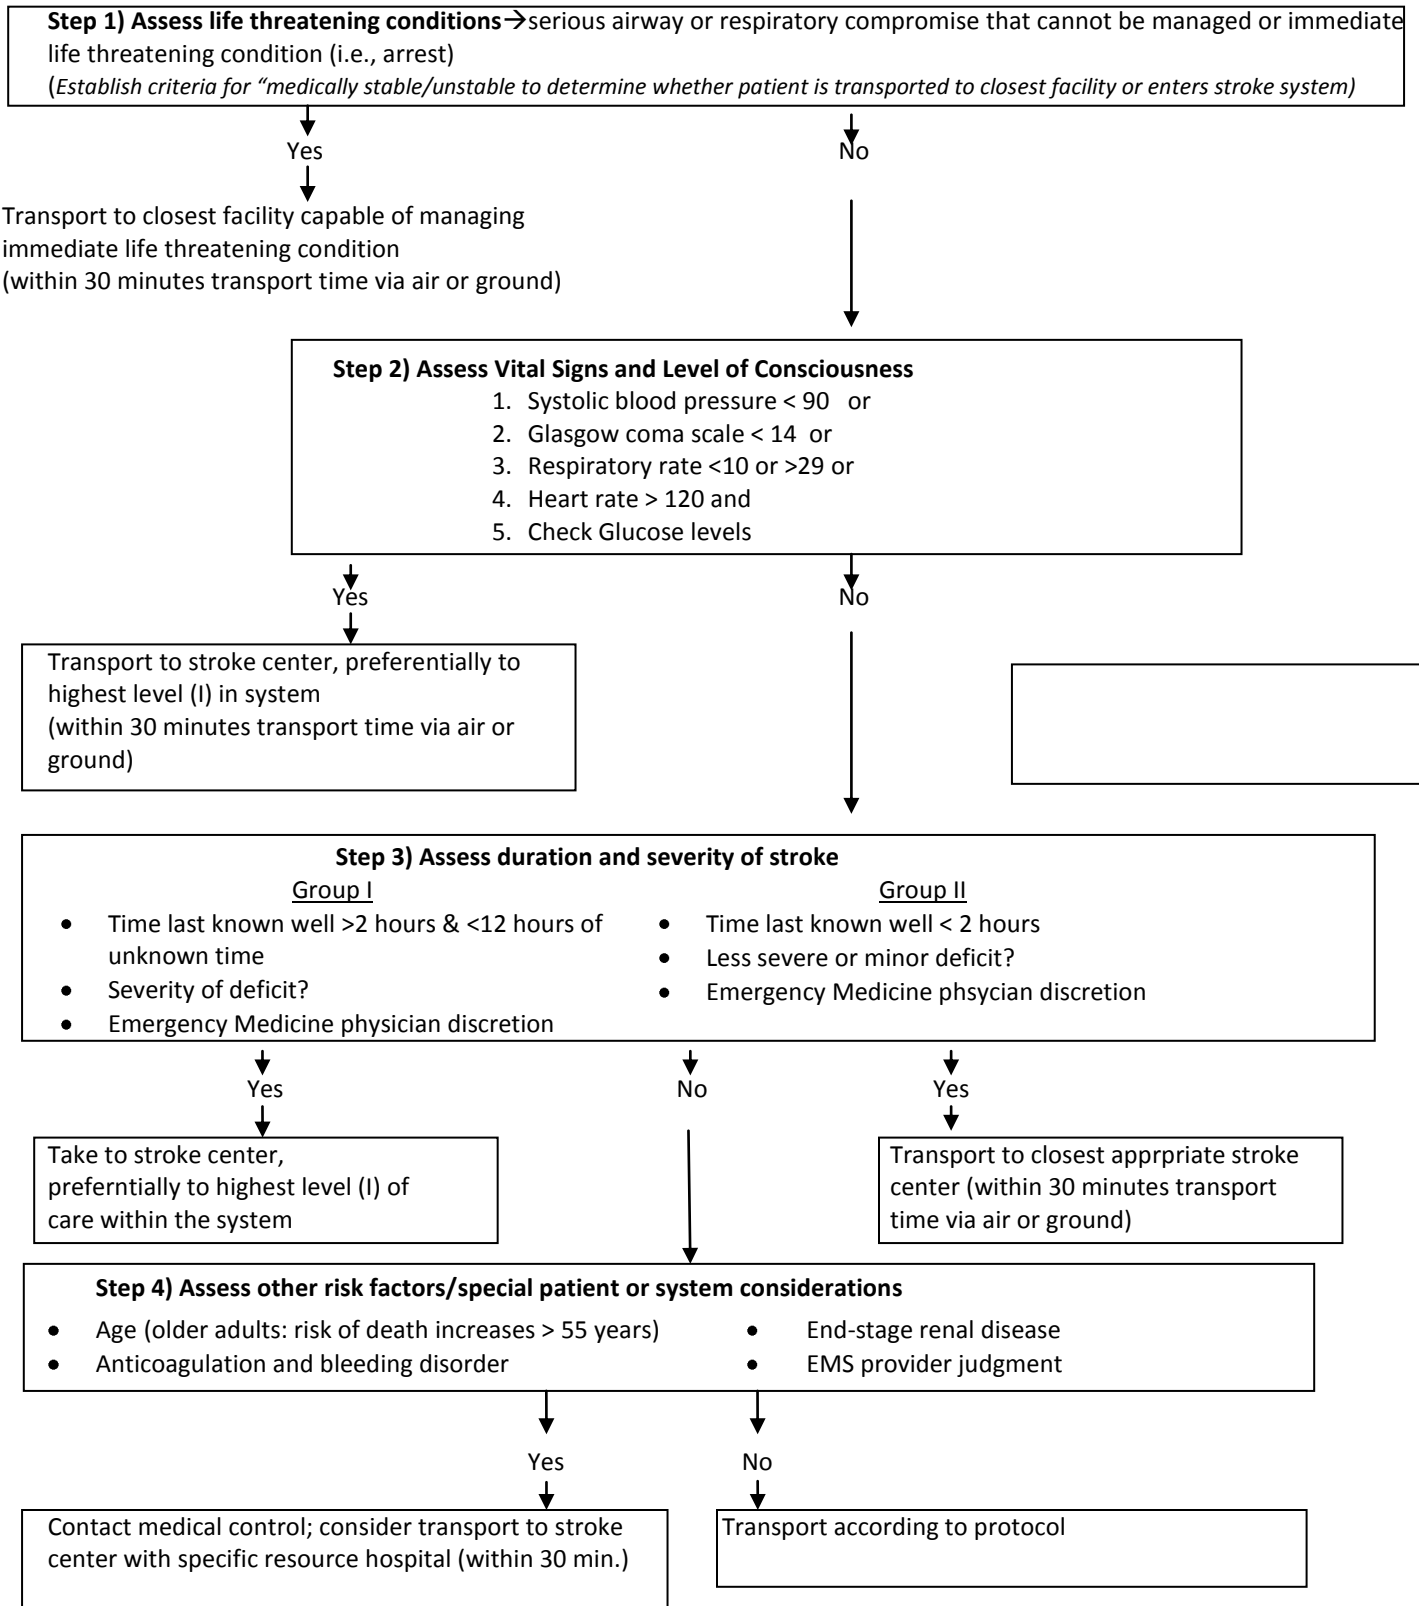 Step 1) Assess life threatening conditions→serious airway or respiratory compromise that cannot be managed or immediate
life threatening condition (i.e., arrest)
(Establish criteria for “medically stable/unstable to determine whether patient is transported to closest facility or enters stroke system)
Yes
No
Transport to closest facility capable of managing
immediate life threatening condition
(within 30 minutes transport time via air or ground)
Step 2) Assess Vital Signs and Level of Consciousness
1. Systolic blood pressure < 90 or
2. Glasgow coma scale < 14 or
3. Respiratory rate <10 or >29 or
4. Heart rate > 120 and
5. Check Glucose levels
Yes
No
Transport to stroke center, preferentially to
highest level (I) in system
(within 30 minutes transport time via air or
ground)
Step 3) Assess duration and severity of stroke
Group I
• Time last known well >2 hours & <12 hours of
unknown time
• Severity of deficit?
• Emergency Medicine physician discretion
Group II
• Time last known well < 2 hours
• Less severe or minor deficit?
• Emergency Medicine phsycian discretion
Yes
No
Yes
Take to stroke center,
preferntially to highest level (I) of
care within the system
Transport to closest apprpriate stroke
center (within 30 minutes transport
time via air or ground)
Step 4) Assess other risk factors/special patient or system considerations
• Age (older adults: risk of death increases > 55 years)
• Anticoagulation and bleeding disorder
• End-stage renal disease
• EMS provider judgment
Yes
No
Contact medical control; consider transport to stroke
center with specific resource hospital (within 30 min.)
Transport according to protocol